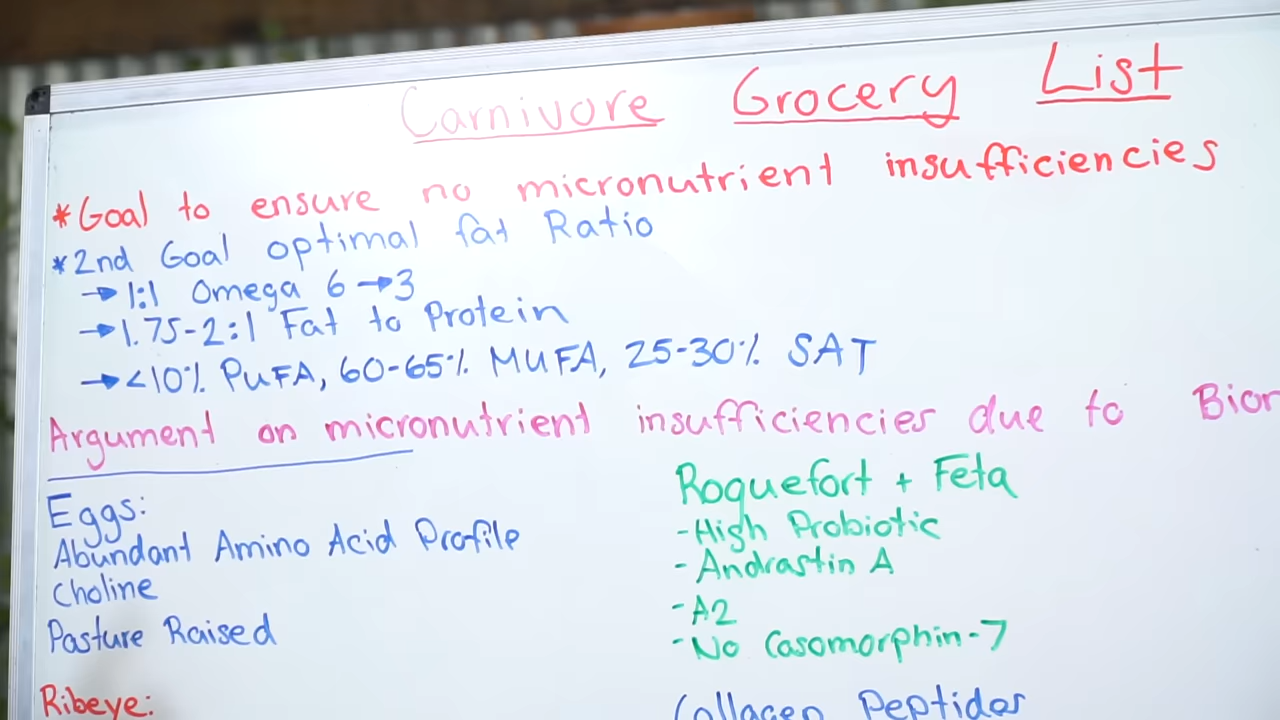 Carnivore Grocery List
*Goal to ensure no micronutrient insufficiencies
*2nd Goal optimal fat Ratio
→1:1 Omega 6→3
→1.75-2:1 Fat to Protein
→<10% PUFA, 60-65% MUFA, 25-30% SAT
Argument on micronutrient insufficiencies due to
Eggs:
Abundant Amino Acid Profile
Choline
Pasture Raised
Ribeye:
Roquefort + Feta
-High Probiotic
-Andrastin A
-A2
-No Casomorphin-7
Collagen Peptides